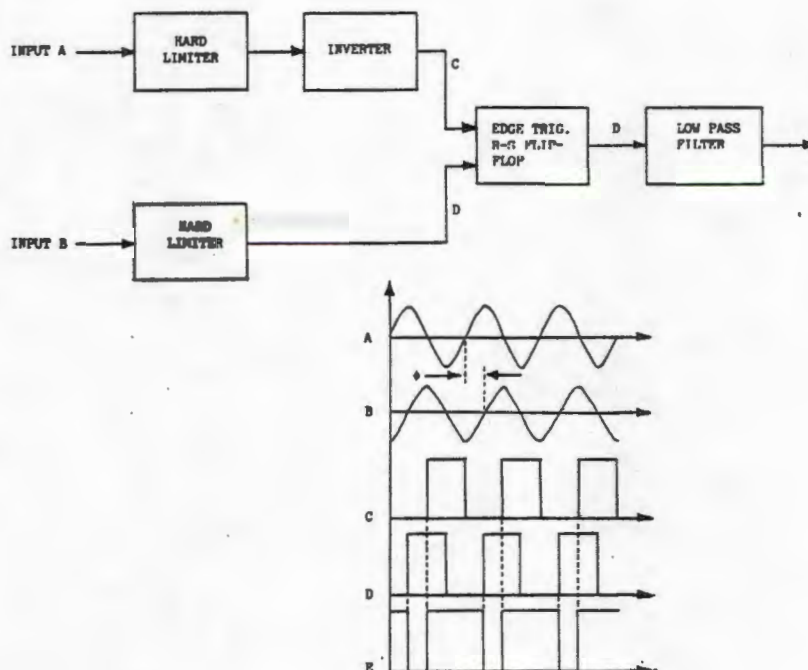 INPUT A
HARD
LIMITER
INVERTER
C
EDGE TRIG.
R-S FLIP-
FLOP
D
LOW PASS
FILTER
D
INPUT B
HARD
LIMITER
A
ϕ
B
C
D
E